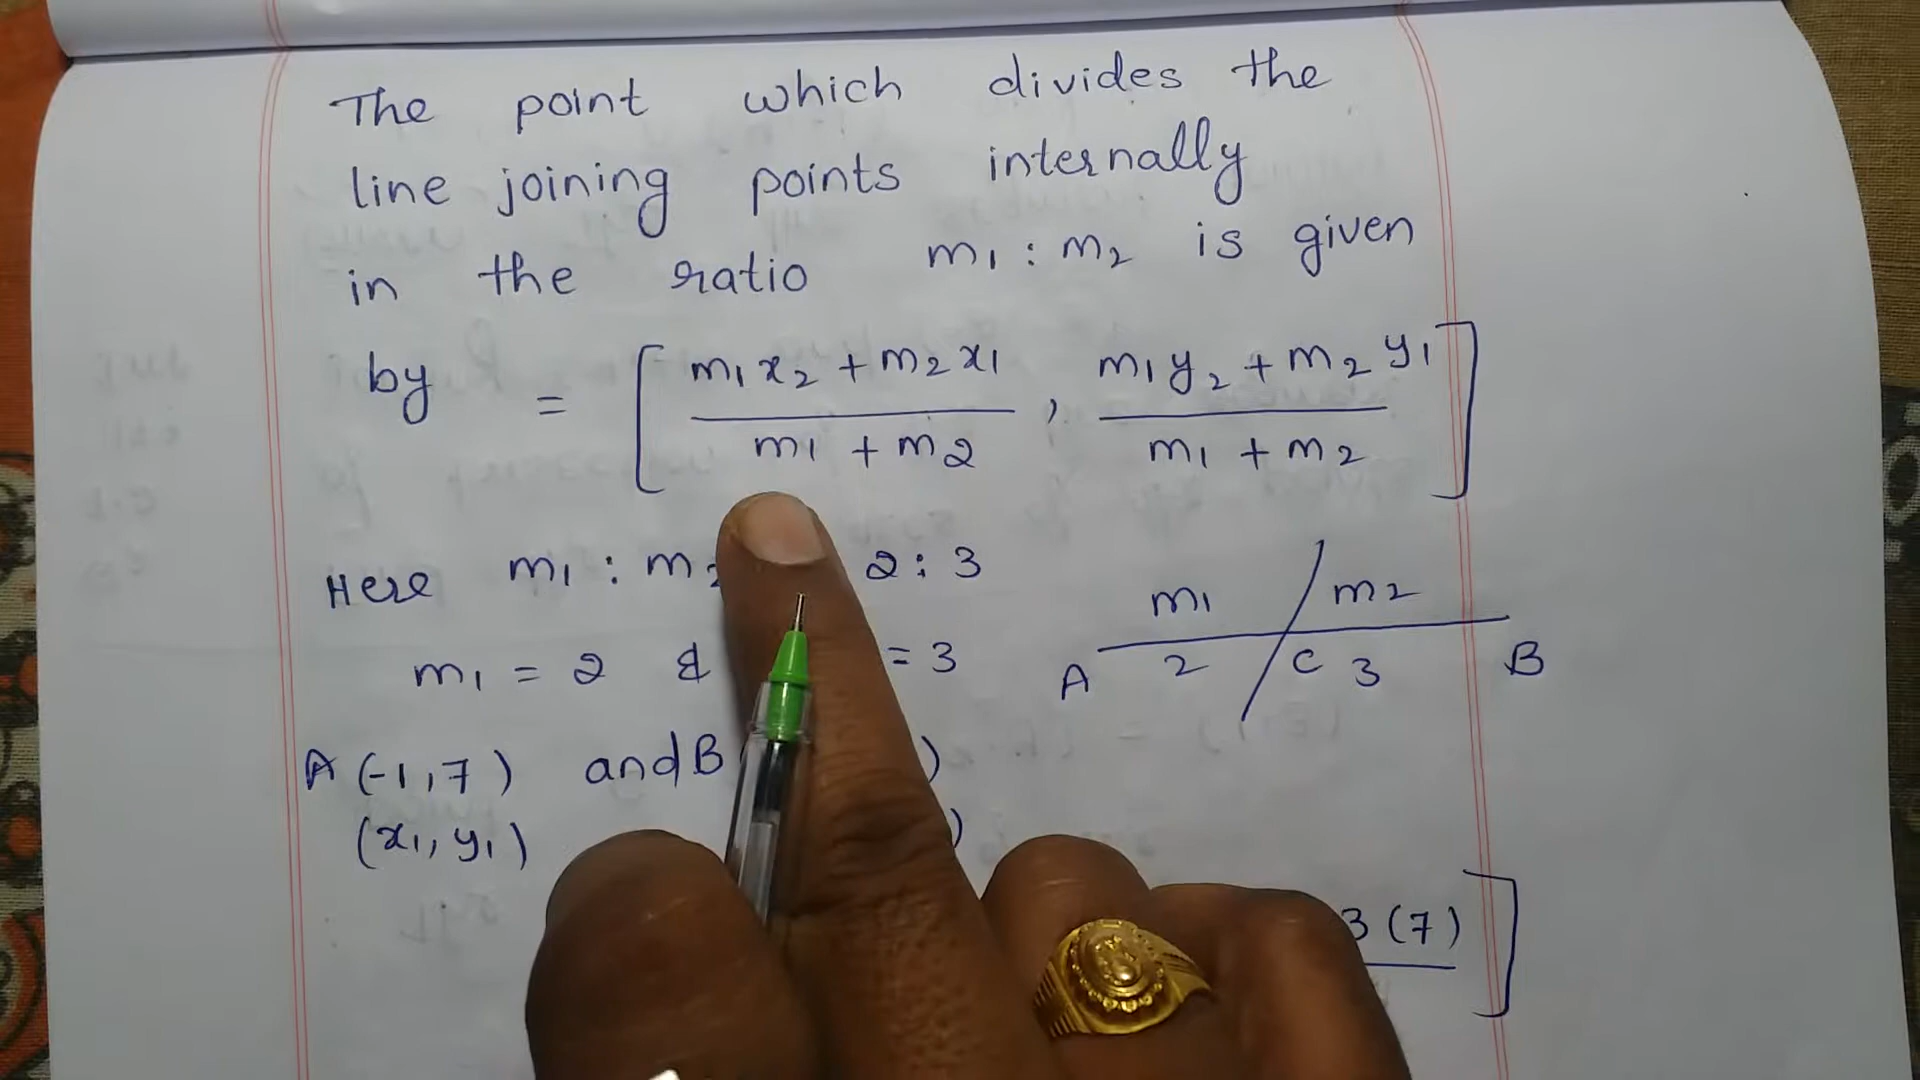 The point which divides the
line joining points internally
in the ratio m₁ : m₂ is given
by = [ (m₁x₂ + m₂x₁)/(m₁ + m₂) , (m₁y₂ + m₂y₁)/(m₁ + m₂) ]
Here m₁ : m₂ 2 : 3
m₁ = 2 & = 3
m₁ / m₂
A 2 / C 3 B
A (-1,7) and B )
(x₁, y₁) )
3(7) ]